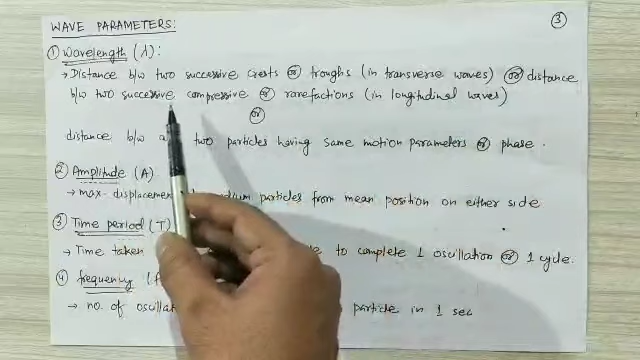 WAVE PARAMETERS:
③
① Wavelength (λ):
→ Distance b/w two successive crests or troughs (in transverse waves) or distance
b/w two successive compressive or rarefactions (in longitudinal waves)
or
distance b/w two particles having same motion parameters or phase.
② Amplitude (A)
→ max. displacement particles from mean position on either side
③ Time period (T)
→ Time taken to complete 1 oscillation or 1 cycle.
④ frequency
→ no. of particle in 1 sec